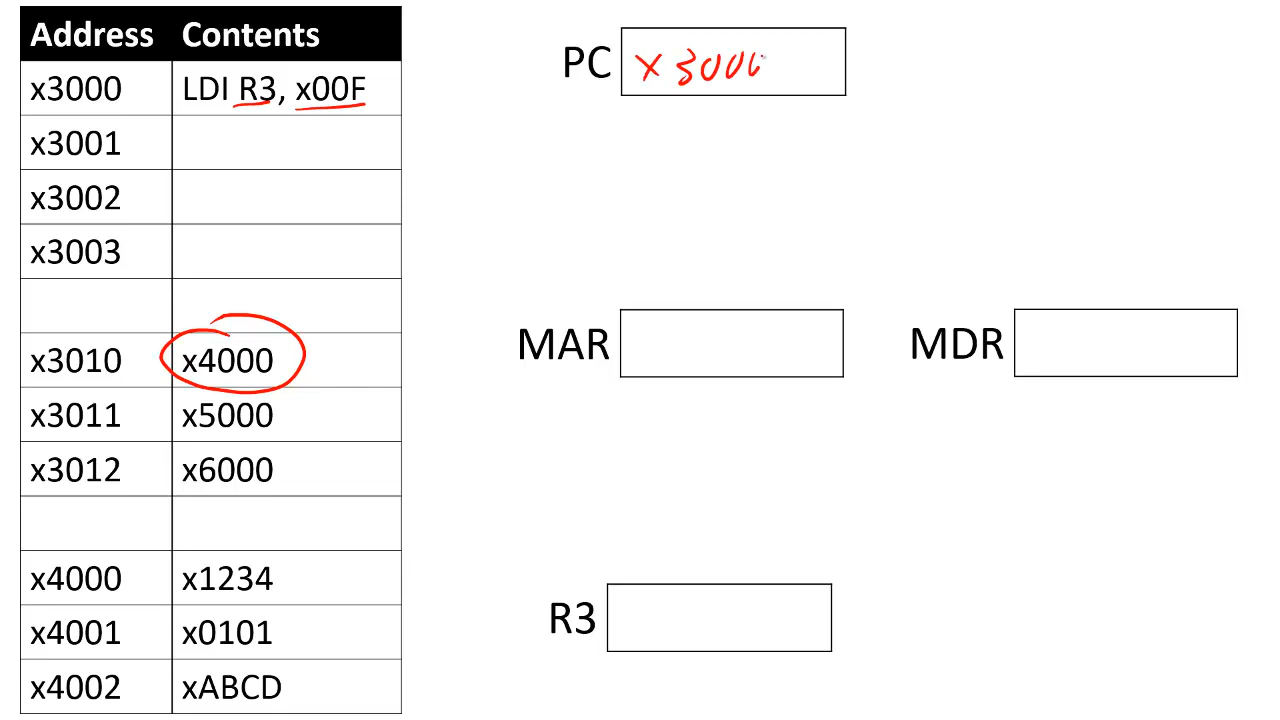 Address Contents
x3000 LDI R3, x00F
x3001
x3002
x3003
x3010 x4000
x3011 x5000
x3012 x6000
x4000 x1234
x4001 x0101
x4002 xABCD
PC x3000
MAR
MDR
R3